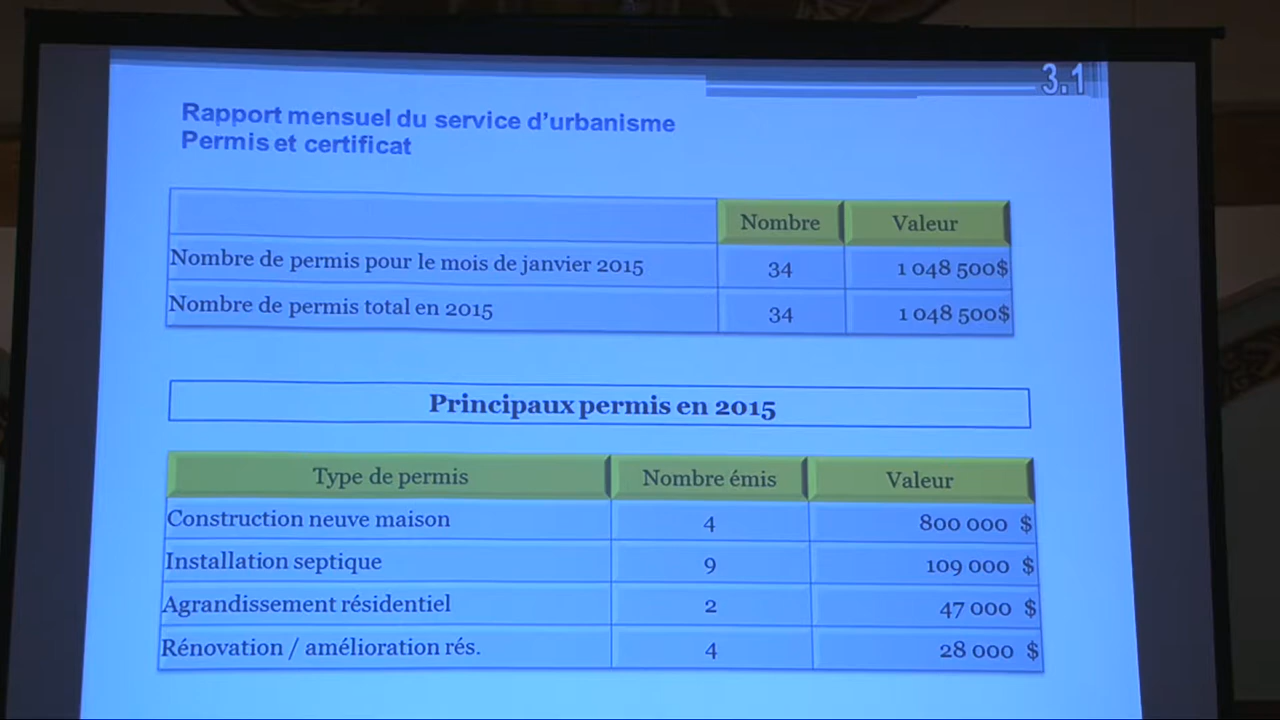 3.1
Rapport mensuel du service d'urbanisme
Permis et certificat
Nombre Valeur
Nombre de permis pour le mois de janvier 2015 34 1 048 500$
Nombre de permis total en 2015 34 1 048 500$
Principaux permis en 2015
Type de permis Nombre émis Valeur
Construction neuve maison 4 800 000 $
Installation septique 9 109 000 $
Agrandissement résidentiel 2 47 000 $
Rénovation / amélioration rés. 4 28 000 $